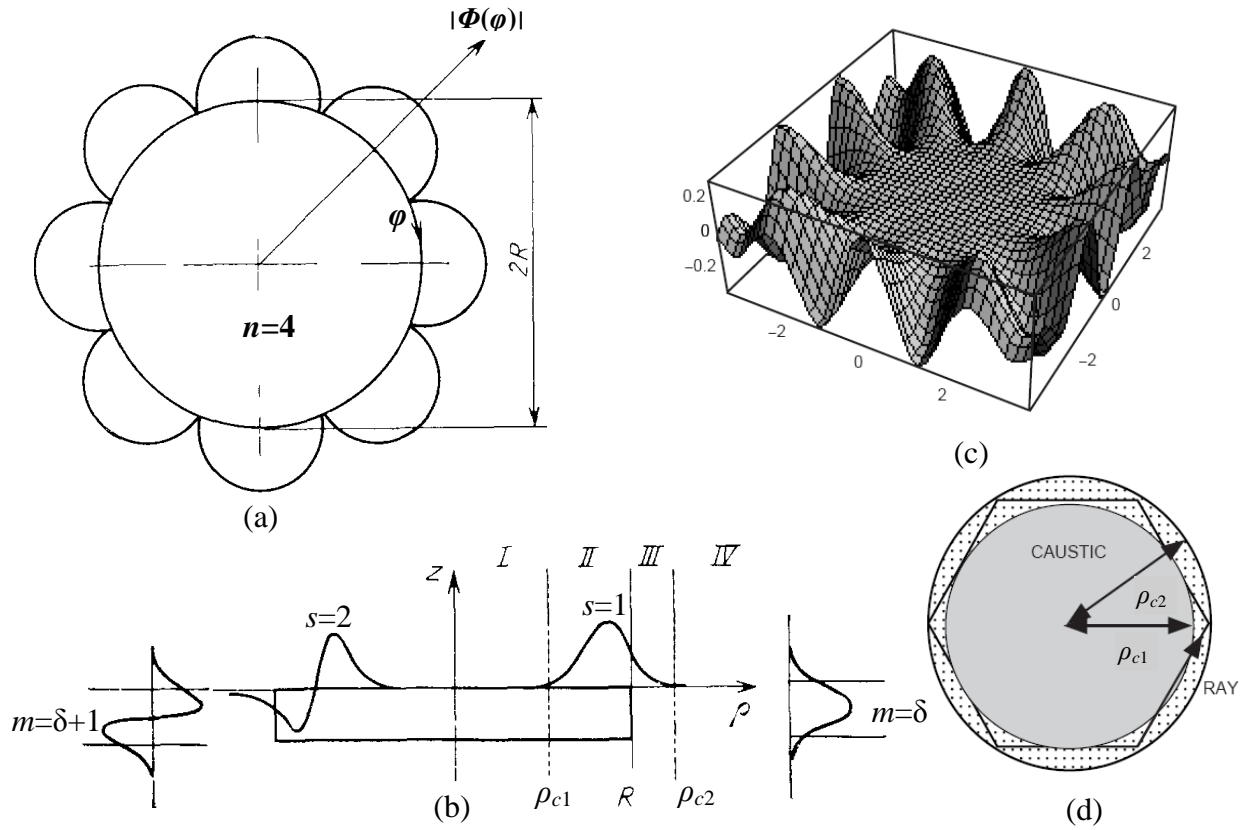 |Φ(φ)|
φ
2R
n=4
(a)
0.2
0
−0.2
−2
0
2
−2
0
2
(c)
z
I
II
III
IV
s=2
s=1
m=δ+1
ρ
m=δ
ρc1
R
ρc2
(b)
CAUSTIC
ρc2
ρc1
RAY
(d)